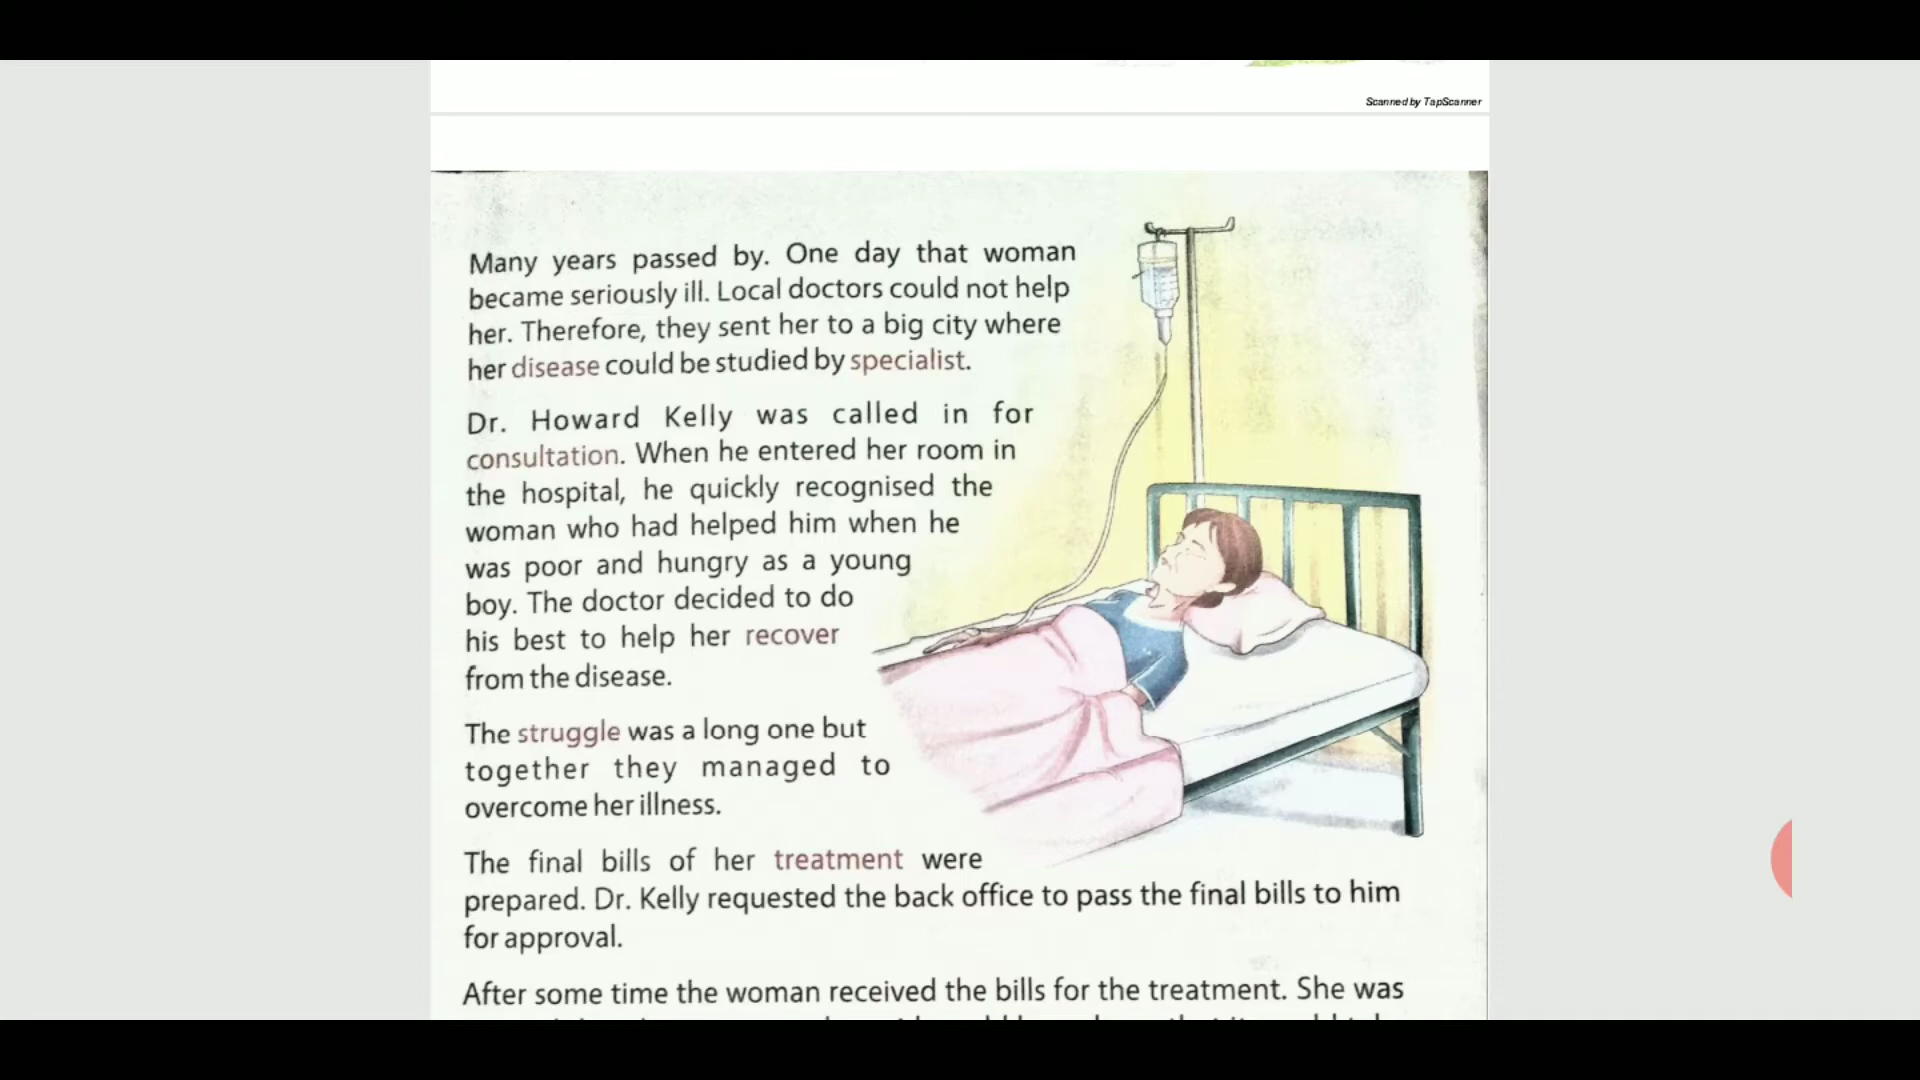 Scanned by TapScanner
Many years passed by. One day that woman
became seriously ill. Local doctors could not help
her. Therefore, they sent her to a big city where
her disease could be studied by specialist.
Dr. Howard Kelly was called in for
consultation. When he entered her room in
the hospital, he quickly recognised the
woman who had helped him when he
was poor and hungry as a young
boy. The doctor decided to do
his best to help her recover
from the disease.
The struggle was a long one but
together they managed to
overcome her illness.
The final bills of her treatment were
prepared. Dr. Kelly requested the back office to pass the final bills to him
for approval.
After some time the woman received the bills for the treatment. She was